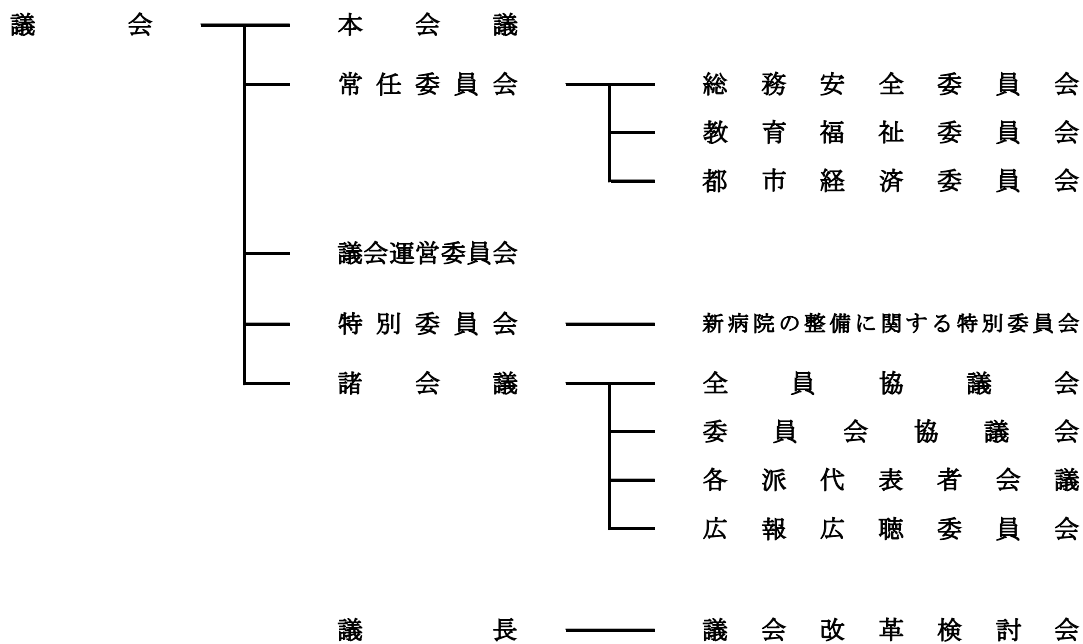 議会 本会議
常任委員会 総務安全委員会
教育福祉委員会
都市経済委員会
議会運営委員会
特別委員会 新病院の整備に関する特別委員会
諸会議 全員協議会
委員会協議会
各派代表者会議
広報広聴委員会
議長 議会改革検討会